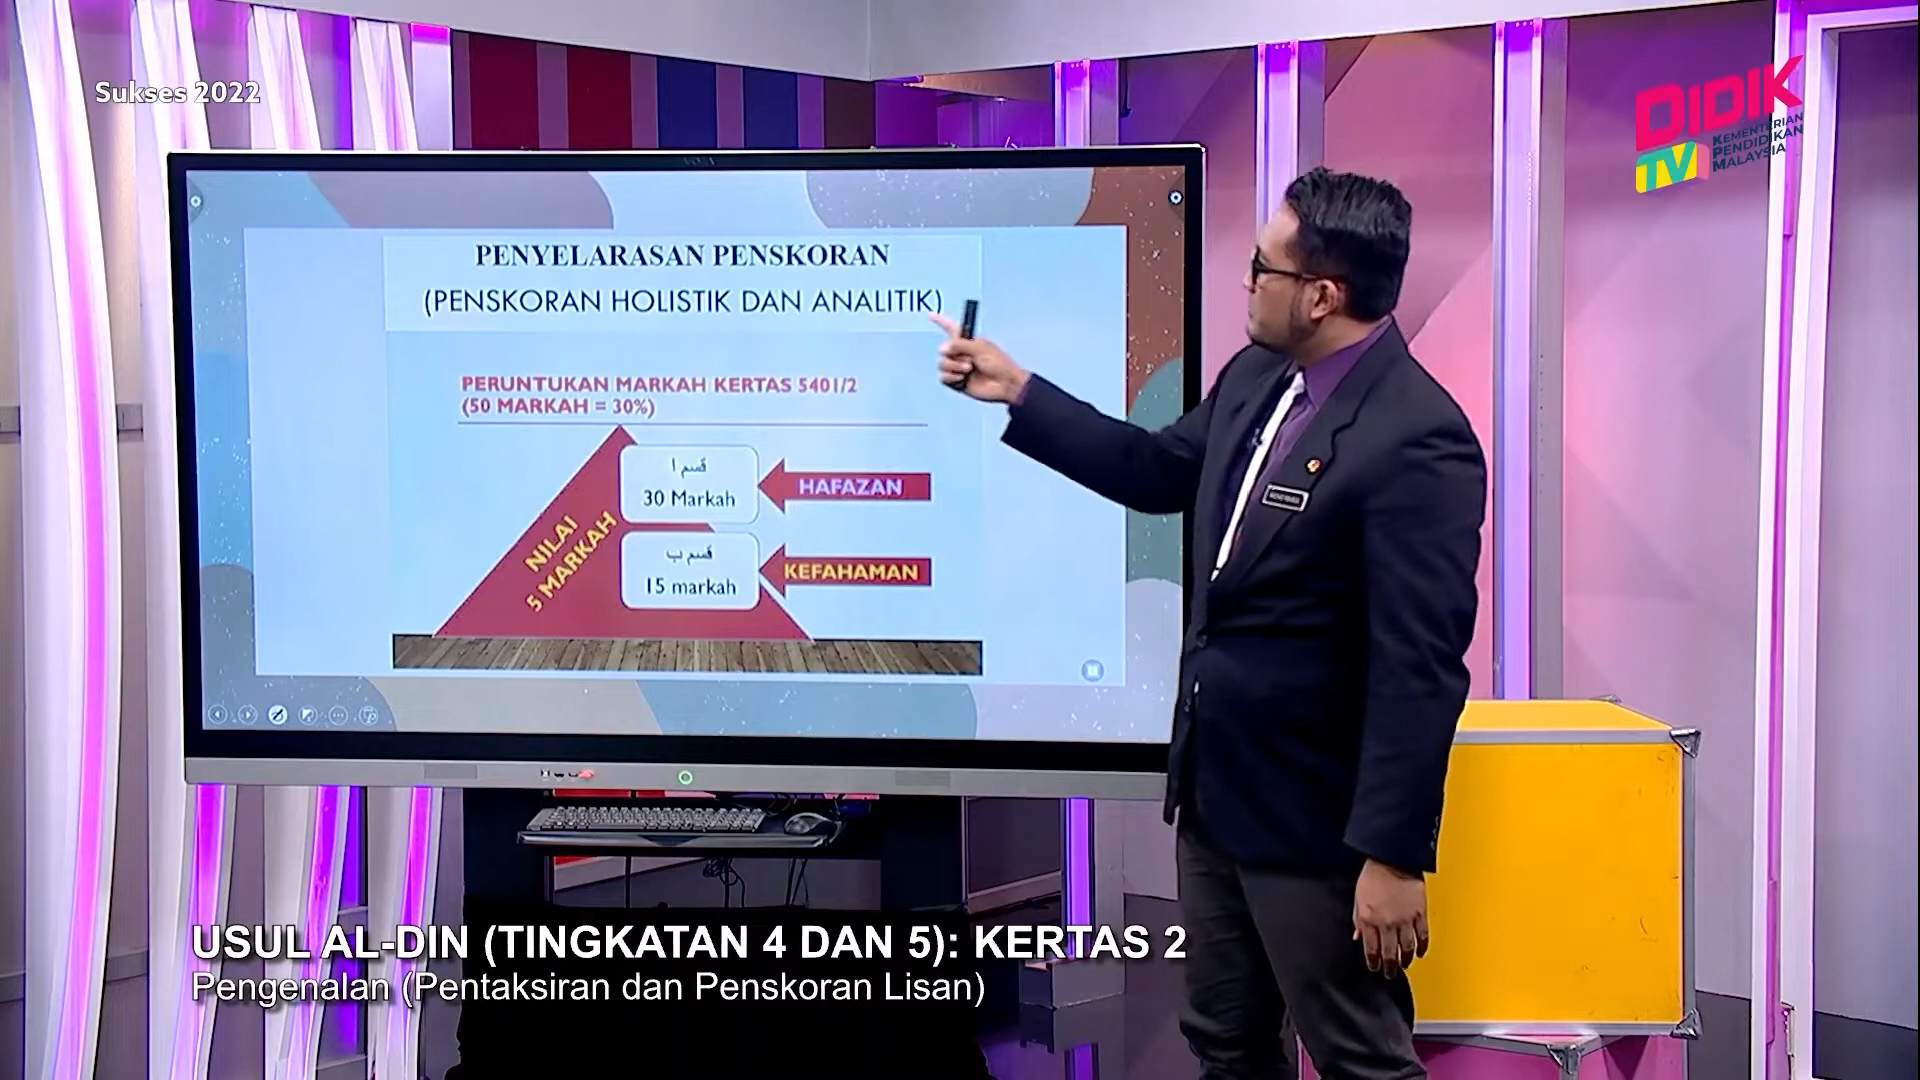 Sukses 2022
DIDIK
TV
KEMENTERIAN
PENDIDIKAN
MALAYSIA
PENYELARASAN PENSKORAN
(PENSKORAN HOLISTIK DAN ANALITIK)
PERUNTUKAN MARKAH KERTAS 5401/2
(50 MARKAH = 30%)
قسم ا
30 Markah
HAFAZAN
NILAI
5 MARKAH
قسم ب
15 markah
KEFAHAMAN
USUL AL-DIN (TINGKATAN 4 DAN 5): KERTAS 2
Pengenalan (Pentaksiran dan Penskoran Lisan)